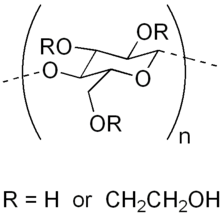 RO OR
O O
OR
n
R = H or CH₂CH₂OH